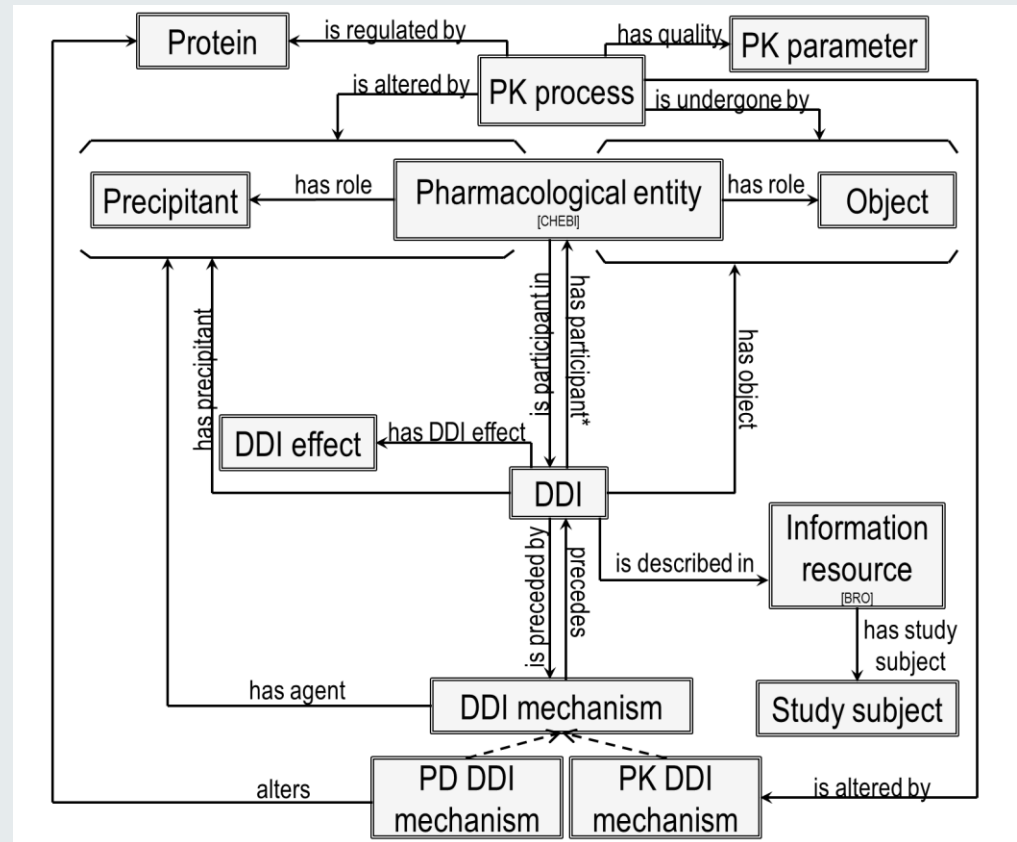 is regulated by
has quality
Protein
PK parameter
PK process
is altered by
is undergone by
has role
Pharmacological entity
has role
Precipitant
Object
[CHEBI]
has precipitant
is participant in
has participant*
has object
has DDI effect
DDI effect
DDI
Information
resource
[BRO]
is described in
is preceded by
precedes
has study
subject
has agent
DDI mechanism
Study subject
PD DDI
mechanism
PK DDI
mechanism
alters
is altered by